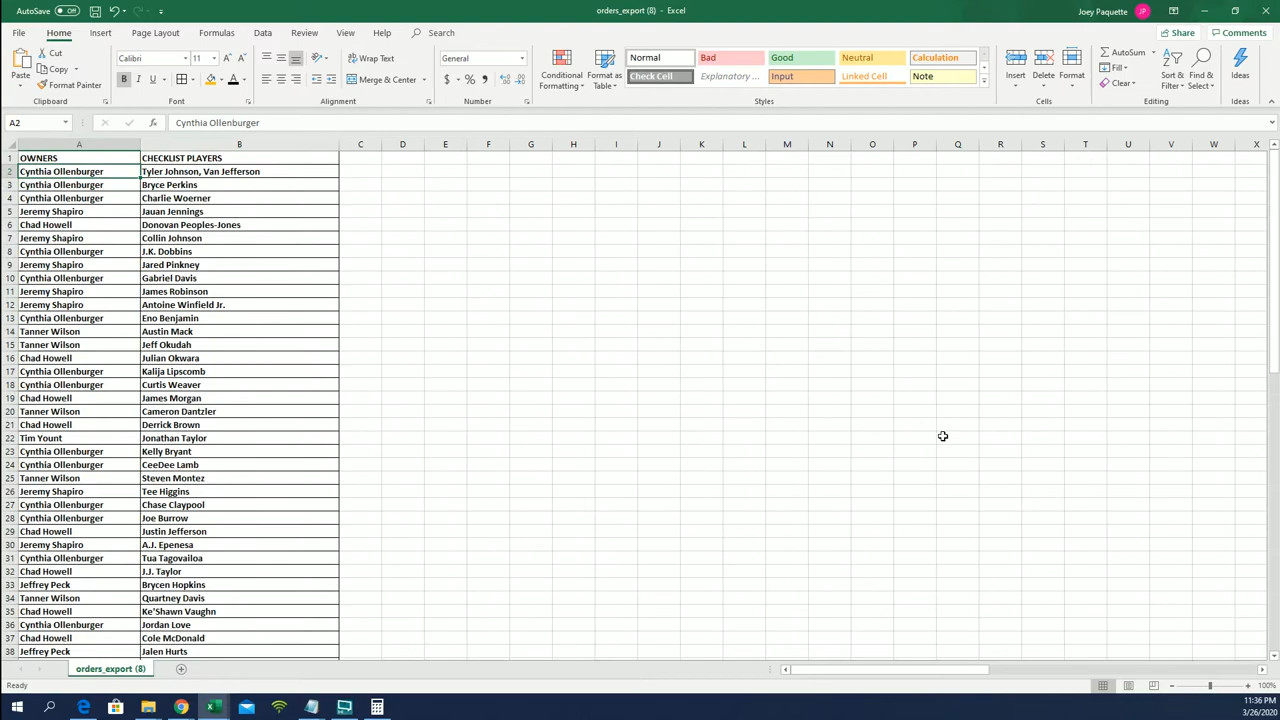 AutoSave Off orders_export (8) - Excel Joey Paquette JP
File Home Insert Page Layout Formulas Data Review View Help Search Share Comments
Paste Cut Copy Format Painter Clipboard
Calibri 11 B I U Font
Wrap Text Merge & Center Alignment
General $ % Number
Conditional Formatting Format as Table
Normal Bad Good Neutral Calculation
Check Cell Explanatory ... Input Linked Cell Note
Styles
Insert Delete Format Cells
AutoSum Fill Clear Sort & Filter Find & Select Editing
Ideas Ideas
A2 fx Cynthia Ollenburger
A B C D E F G H I J K L M N O P Q R S T U V W X
1 OWNERS CHECKLIST PLAYERS
2 Cynthia Ollenburger Tyler Johnson, Van Jefferson
3 Cynthia Ollenburger Bryce Perkins
4 Cynthia Ollenburger Charlie Woerner
5 Jeremy Shapiro Jauan Jennings
6 Chad Howell Donovan Peoples-Jones
7 Jeremy Shapiro Collin Johnson
8 Cynthia Ollenburger J.K. Dobbins
9 Jeremy Shapiro Jared Pinkney
10 Cynthia Ollenburger Gabriel Davis
11 Jeremy Shapiro James Robinson
12 Jeremy Shapiro Antoine Winfield Jr.
13 Cynthia Ollenburger Eno Benjamin
14 Tanner Wilson Austin Mack
15 Tanner Wilson Jeff Okudah
16 Chad Howell Julian Okwara
17 Cynthia Ollenburger Kalija Lipscomb
18 Cynthia Ollenburger Curtis Weaver
19 Chad Howell James Morgan
20 Tanner Wilson Cameron Dantzler
21 Chad Howell Derrick Brown
22 Tim Yount Jonathan Taylor
23 Cynthia Ollenburger Kelly Bryant
24 Cynthia Ollenburger CeeDee Lamb
25 Tanner Wilson Steven Montez
26 Jeremy Shapiro Tee Higgins
27 Cynthia Ollenburger Chase Claypool
28 Cynthia Ollenburger Joe Burrow
29 Chad Howell Justin Jefferson
30 Jeremy Shapiro A.J. Epenesa
31 Cynthia Ollenburger Tua Tagovailoa
32 Chad Howell J.J. Taylor
33 Jeffrey Peck Brycen Hopkins
34 Tanner Wilson Quartney Davis
35 Chad Howell Ke'Shawn Vaughn
36 Cynthia Ollenburger Jordan Love
37 Chad Howell Cole McDonald
38 Jeffrey Peck Jalen Hurts
orders_export (8)
Ready 100%
11:36 PM
3/26/2020